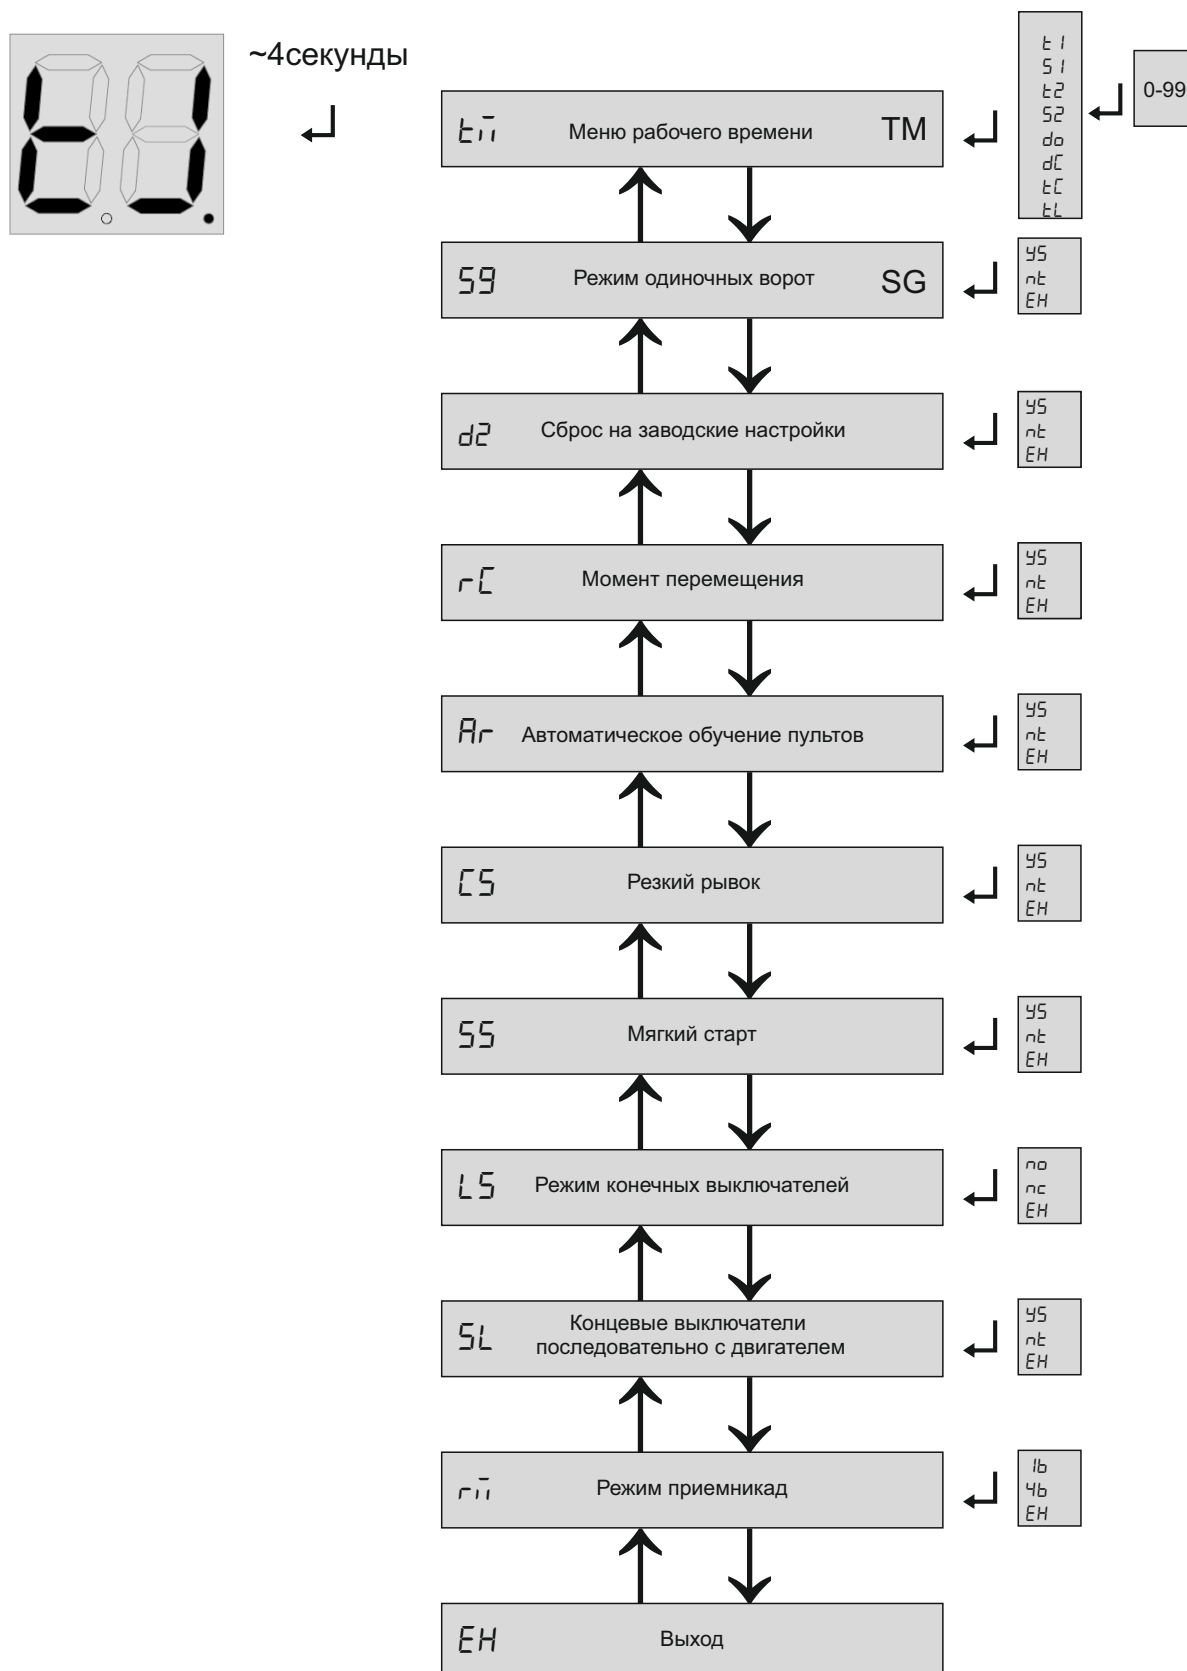 ~4секунды
tm Меню рабочего времени TM
t1
S1
t2
S2
do
dC
tC
tL
0-99
Sg Режим одиночных ворот SG
YS
nt
EH
d2 Сброс на заводские настройки
YS
nt
EH
rC Момент перемещения
YS
nt
EH
Ar Автоматическое обучение пультов
YS
nt
EH
CS Резкий рывок
YS
nt
EH
SS Мягкий старт
YS
nt
EH
LS Режим конечных выключателей
no
nc
EH
SL Концевые выключатели
последовательно с двигателем
YS
nt
EH
rm Режим приемникад
1b
4b
EH
EH Выход